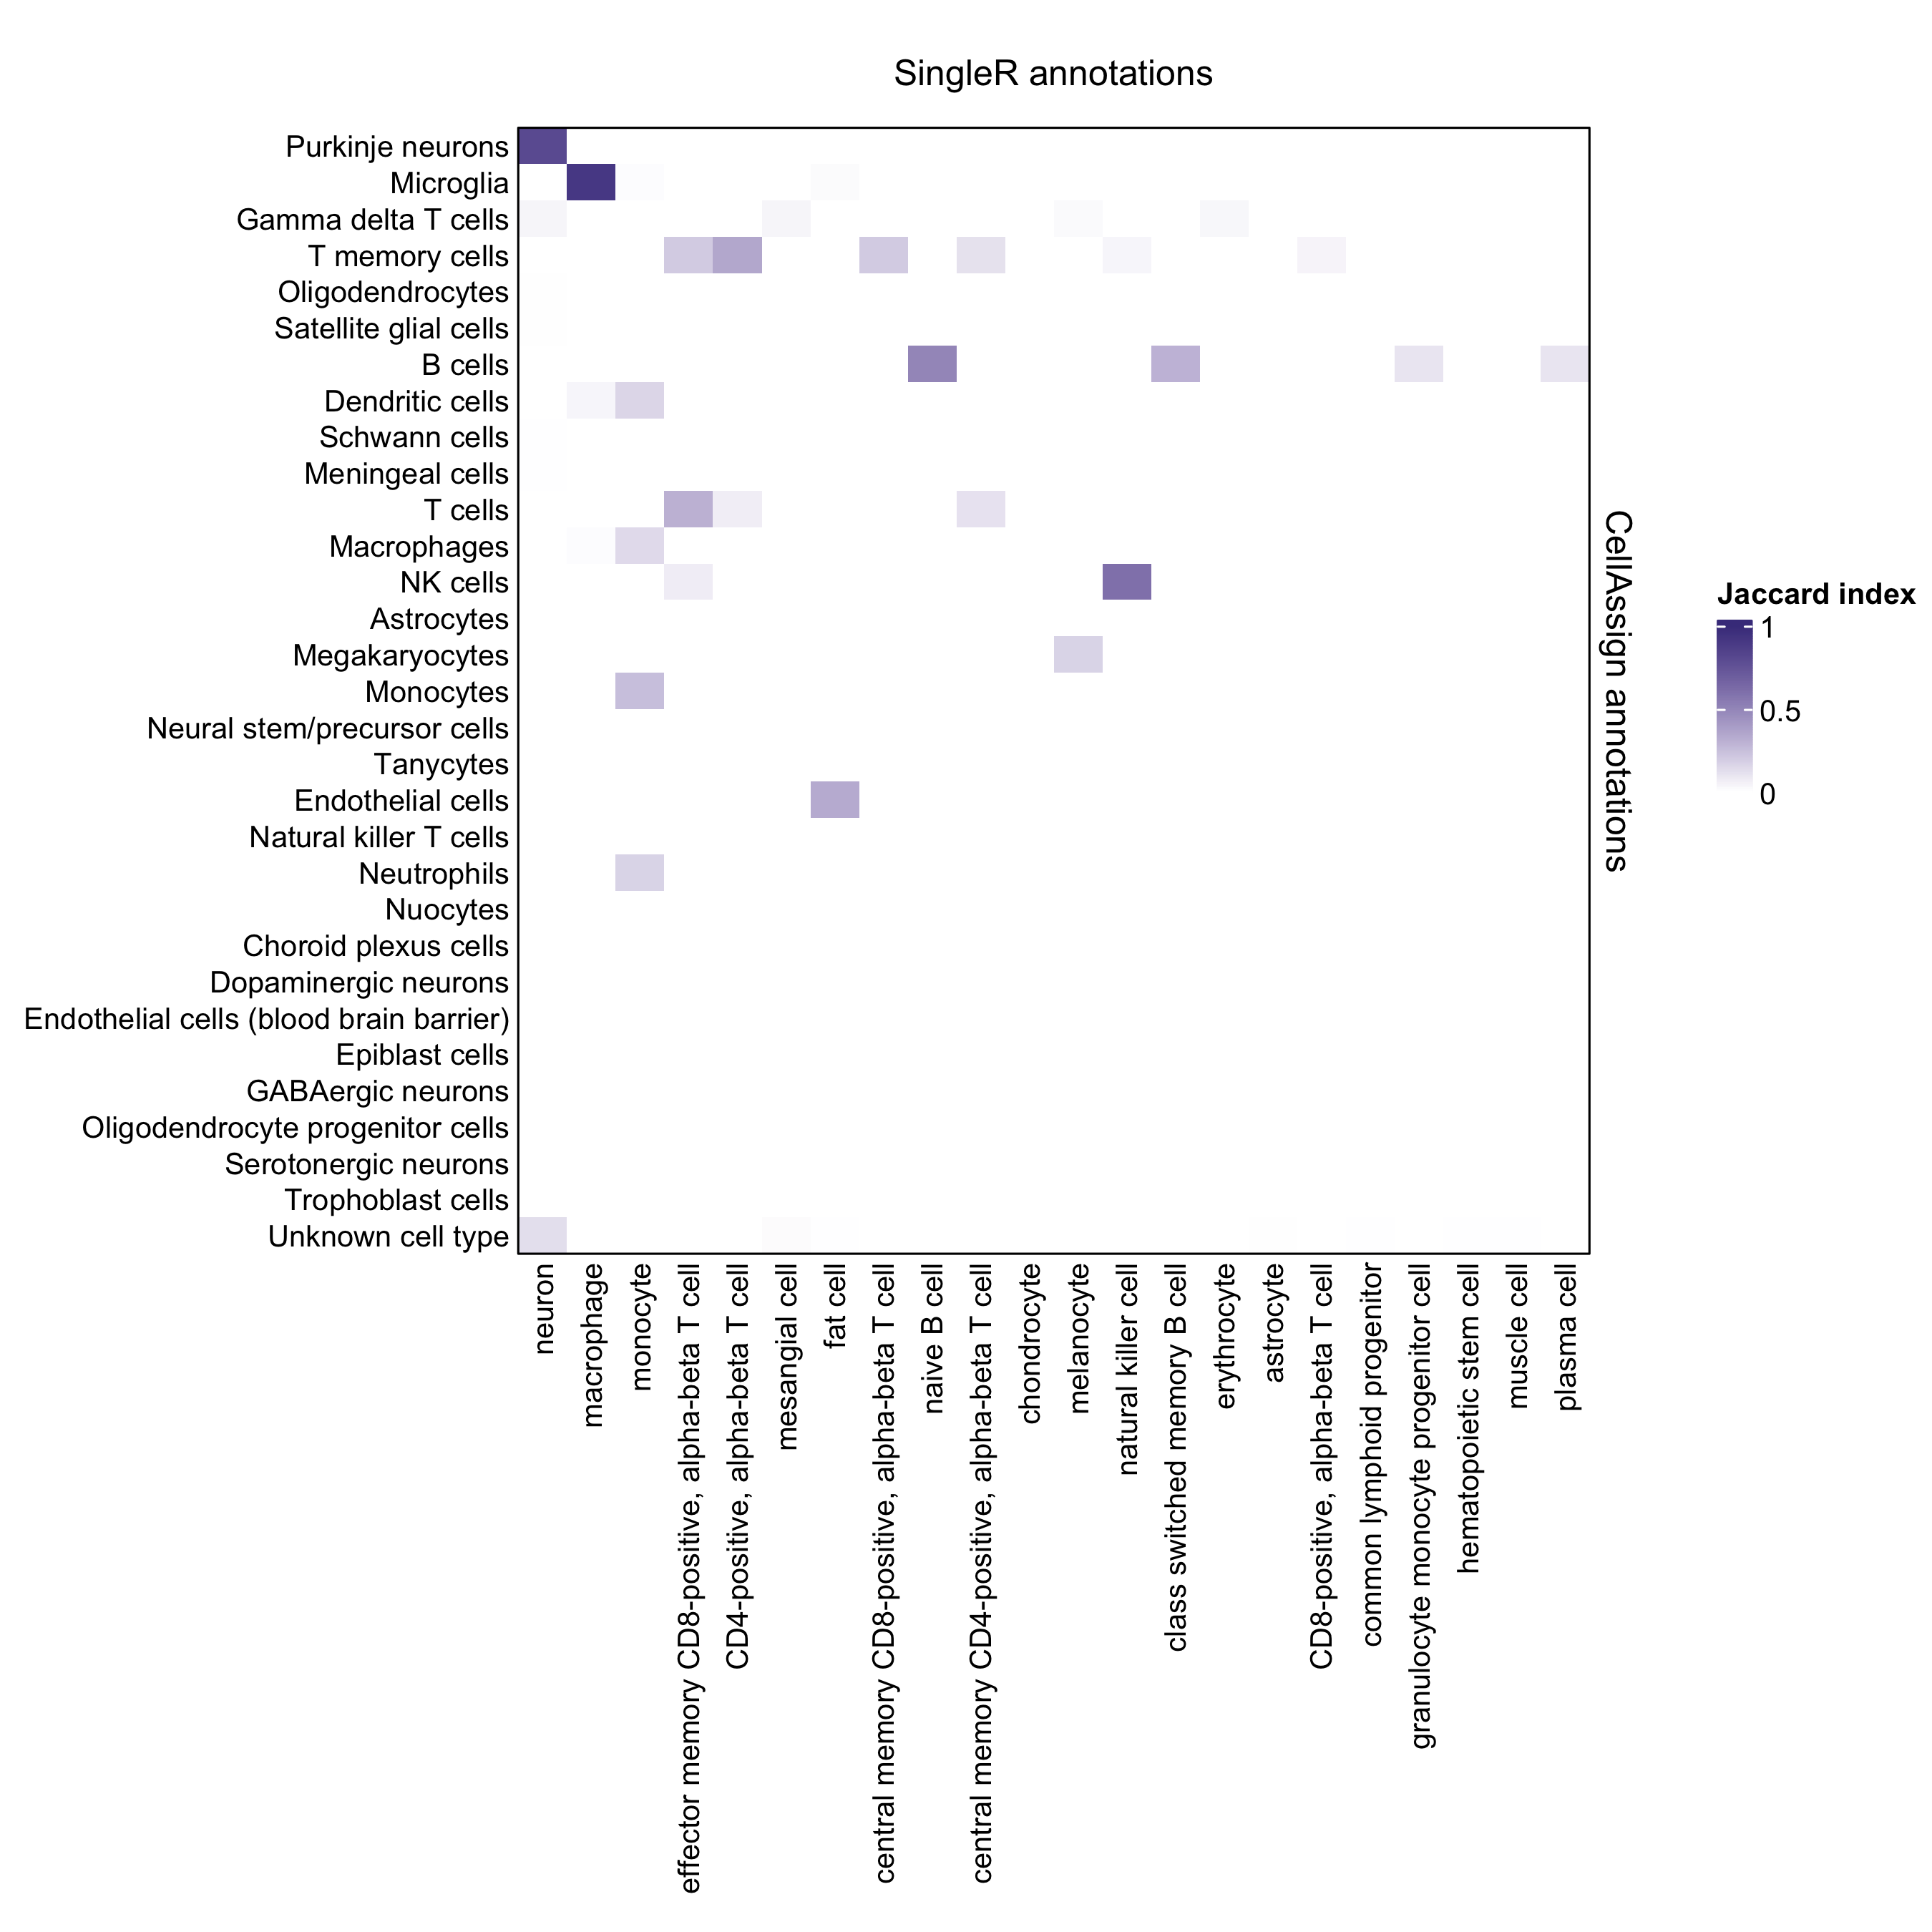 SingleR annotations
Purkinje neurons
Microglia
Gamma delta T cells
T memory cells
Oligodendrocytes
Satellite glial cells
B cells
Dendritic cells
Schwann cells
Meningeal cells
T cells
Macrophages
NK cells
Astrocytes
Megakaryocytes
Monocytes
Neural stem/precursor cells
Tanycytes
Endothelial cells
Natural killer T cells
Neutrophils
Nuocytes
Choroid plexus cells
Dopaminergic neurons
Endothelial cells (blood brain barrier)
Epiblast cells
GABAergic neurons
Oligodendrocyte progenitor cells
Serotonergic neurons
Trophoblast cells
Unknown cell type
neuron
macrophage
monocyte
effector memory CD8-positive, alpha-beta T cell
CD4-positive, alpha-beta T cell
mesangial cell
fat cell
central memory CD8-positive, alpha-beta T cell
naive B cell
central memory CD4-positive, alpha-beta T cell
chondrocyte
melanocyte
natural killer cell
class switched memory B cell
erythrocyte
astrocyte
CD8-positive, alpha-beta T cell
common lymphoid progenitor
granulocyte monocyte progenitor cell
hematopoietic stem cell
muscle cell
plasma cell
CellAssign annotations
Jaccard index
1
0.5
0